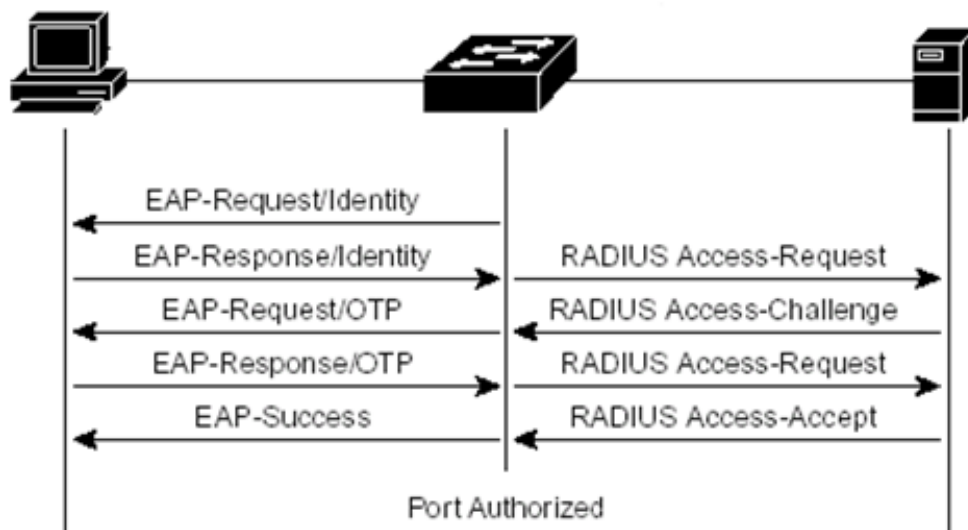 EAP-Request/Identity
EAP-Response/Identity RADIUS Access-Request
EAP-Request/OTP RADIUS Access-Challenge
EAP-Response/OTP RADIUS Access-Request
EAP-Success RADIUS Access-Accept
Port Authorized